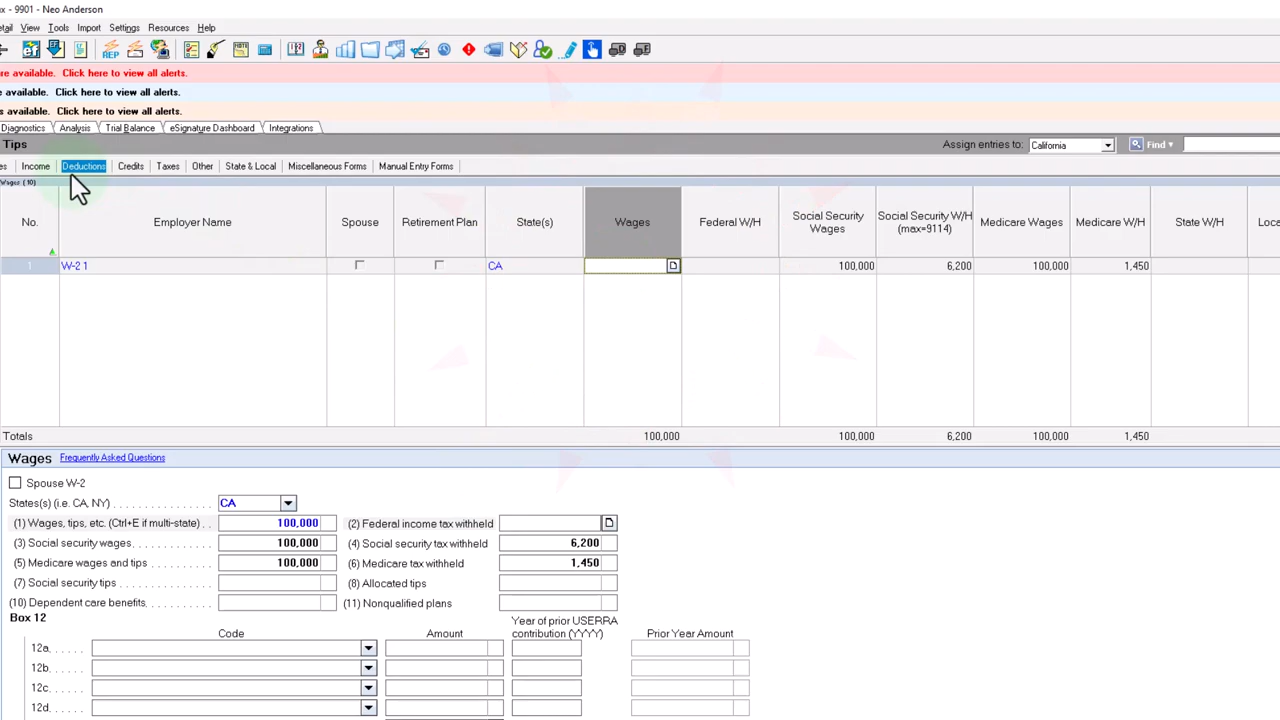 x - 9901 - Neo Anderson
etail View Tools Import Settings Resources Help
REP
re available. Click here to view all alerts.
e available. Click here to view all alerts.
s available. Click here to view all alerts.
Diagnostics Analysis Trial Balance eSignature Dashboard Integrations
Tips Assign entries to: California Find
es Income Deductions Credits Taxes Other State & Local Miscellaneous Forms Manual Entry Forms
Wages (10)
No. Employer Name Spouse Retirement Plan State(s) Wages Federal W/H Social Security Wages Social Security W/H (max=9114) Medicare Wages Medicare W/H State W/H Loca
1 W-2 1 CA 100,000 6,200 100,000 1,450
Totals 100,000 100,000 6,200 100,000 1,450
Wages Frequently Asked Questions
Spouse W-2
States(s) (i.e. CA, NY) CA
(1) Wages, tips, etc. (Ctrl+E if multi-state) 100,000 (2) Federal income tax withheld
(3) Social security wages 100,000 (4) Social security tax withheld 6,200
(5) Medicare wages and tips 100,000 (6) Medicare tax withheld 1,450
(7) Social security tips (8) Allocated tips
(10) Dependent care benefits (11) Nonqualified plans
Box 12
Code Amount Year of prior USERRA contribution (YYYY) Prior Year Amount
12a
12b
12c
12d